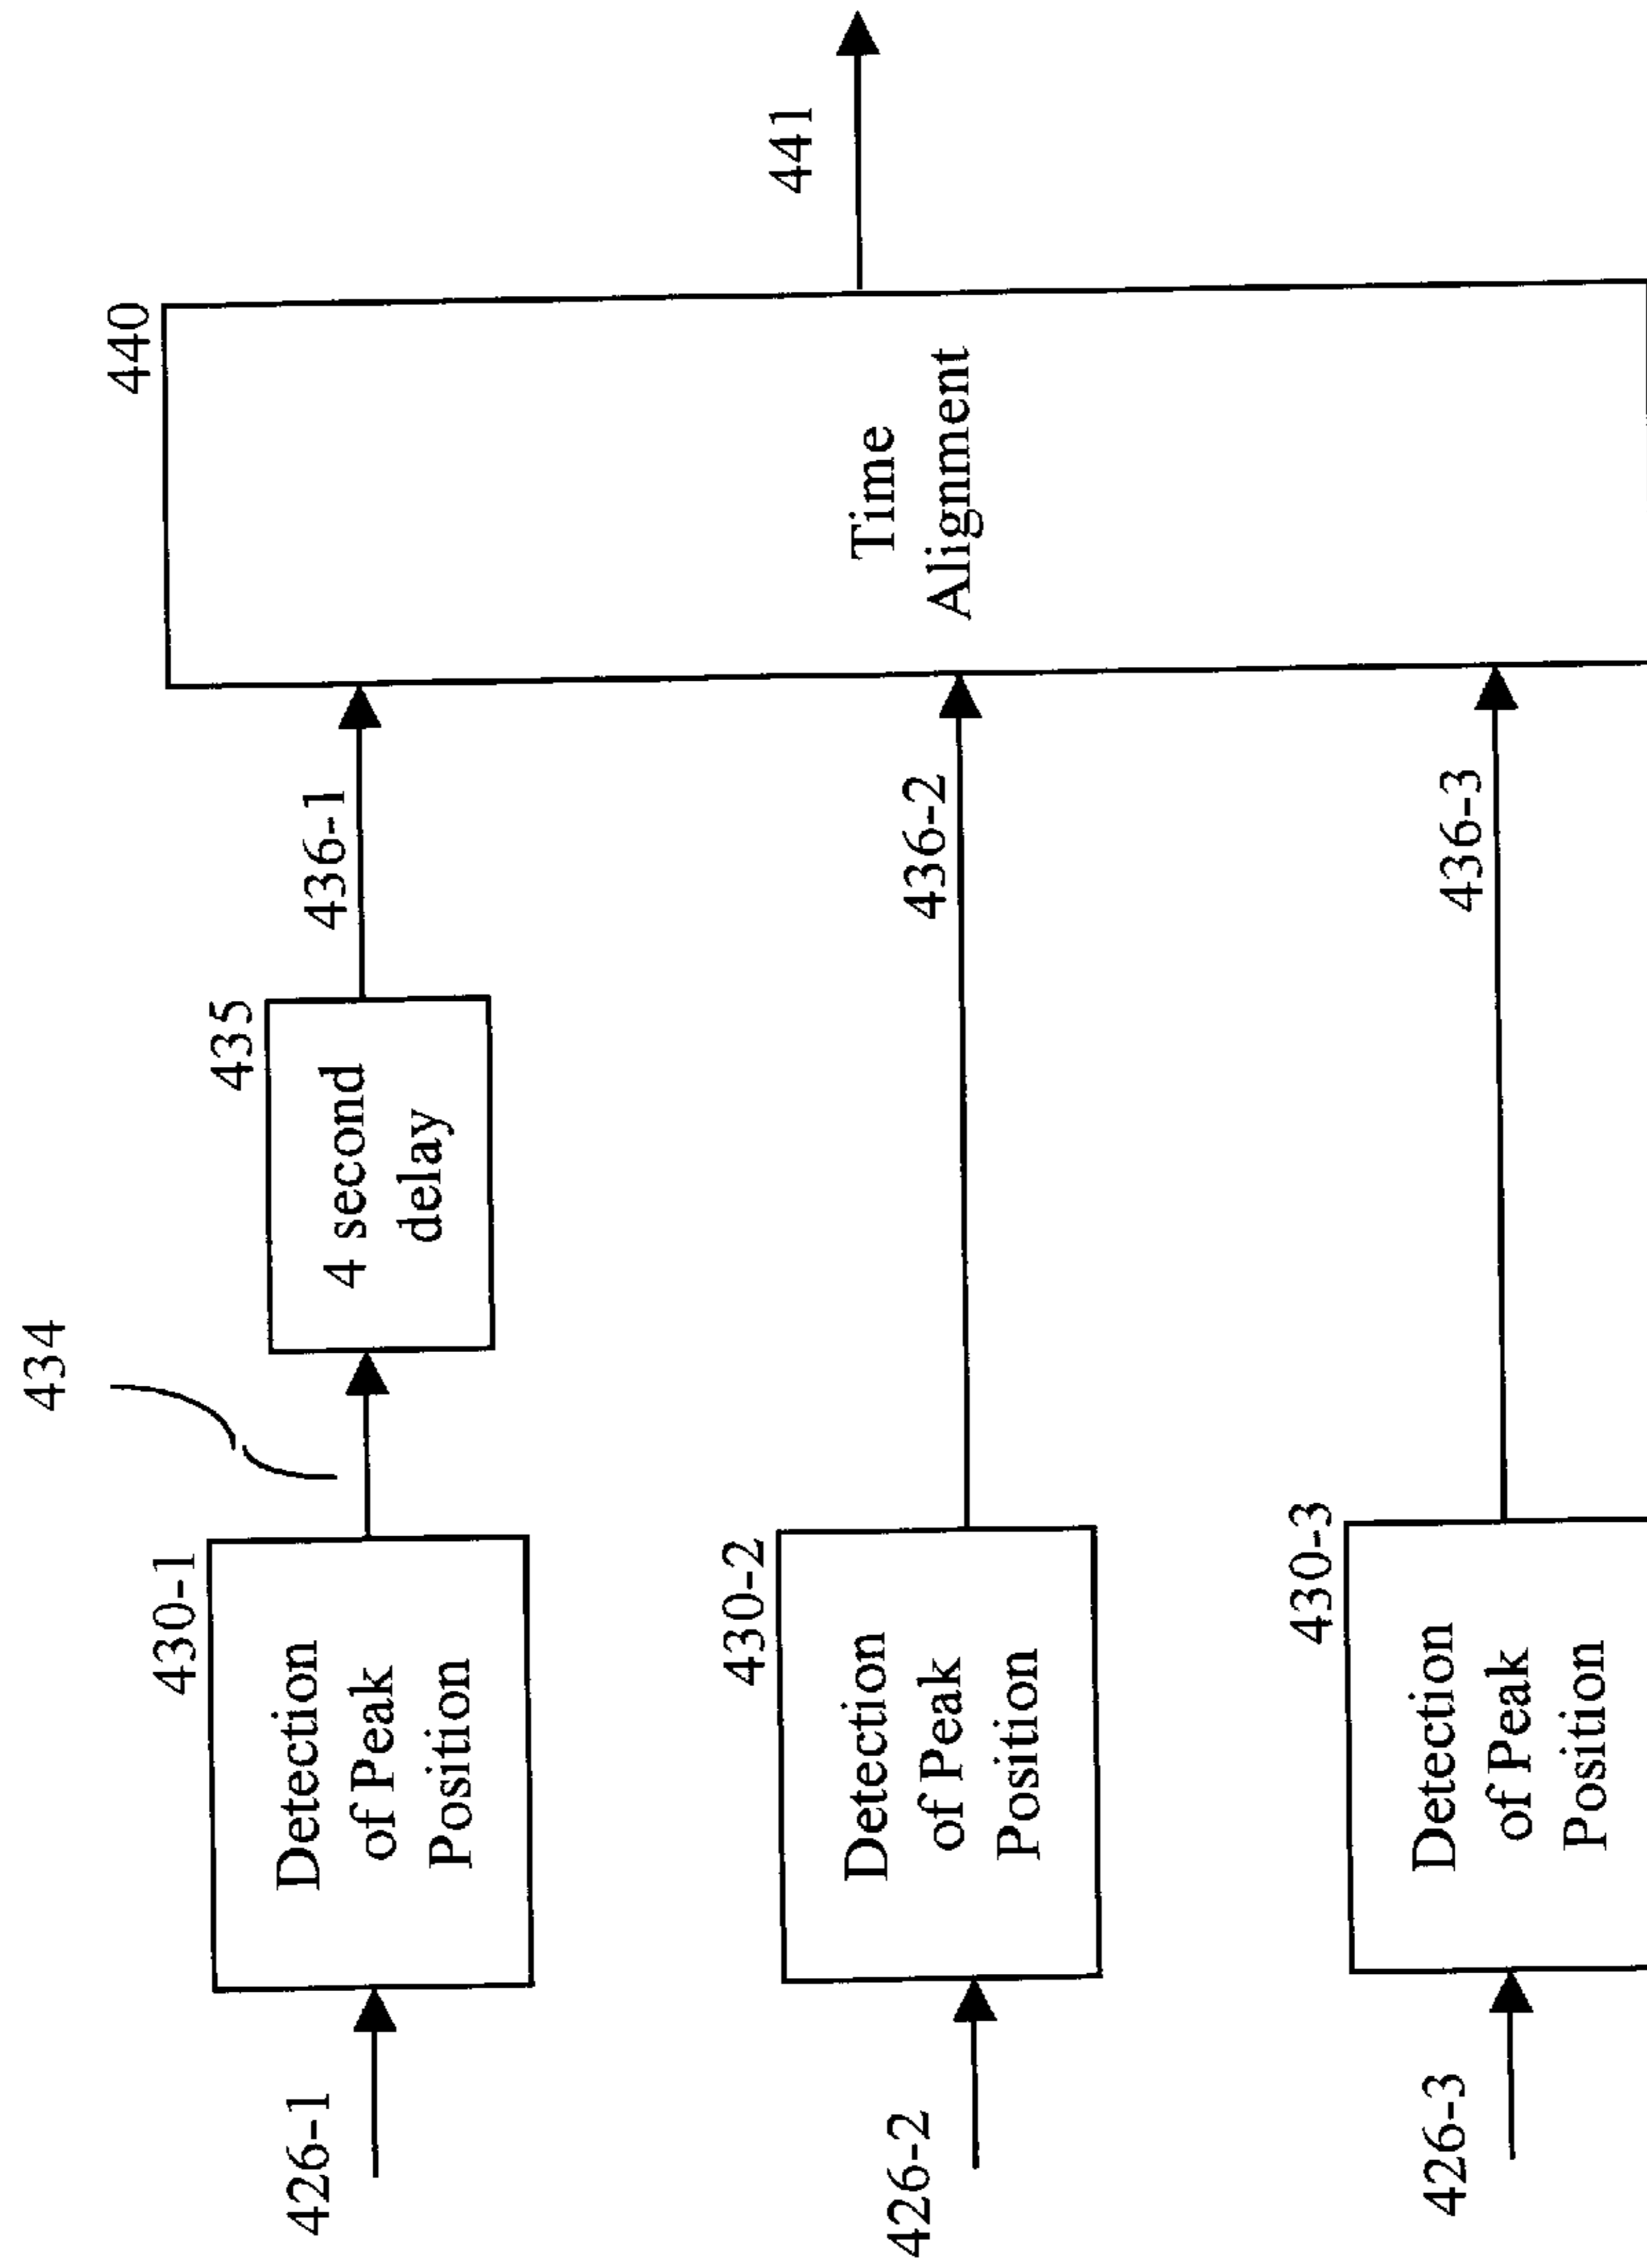 434
430-1
435
440
426-1
Detection
of Peak
Position
4 second
delay
436-1
441
430-2
426-2
Detection
of Peak
Position
436-2
Time
Alignment
430-3
426-3
Detection
of Peak
Position
436-3